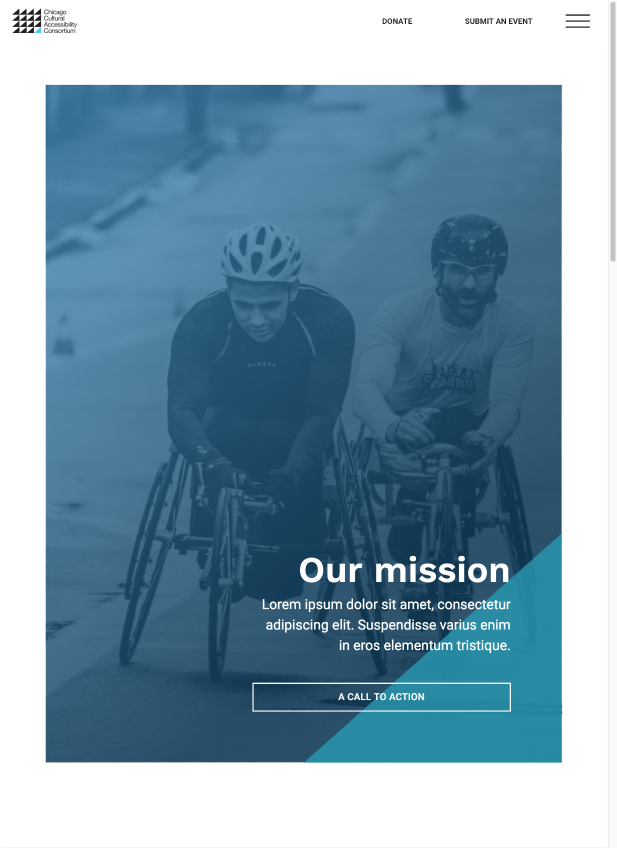 Chicago
Cultural
Accessibility
Consortium
DONATE
SUBMIT AN EVENT
Our mission
Lorem ipsum dolor sit amet, consectetur
adipiscing elit. Suspendisse varius enim
in eros elementum tristique.
A CALL TO ACTION